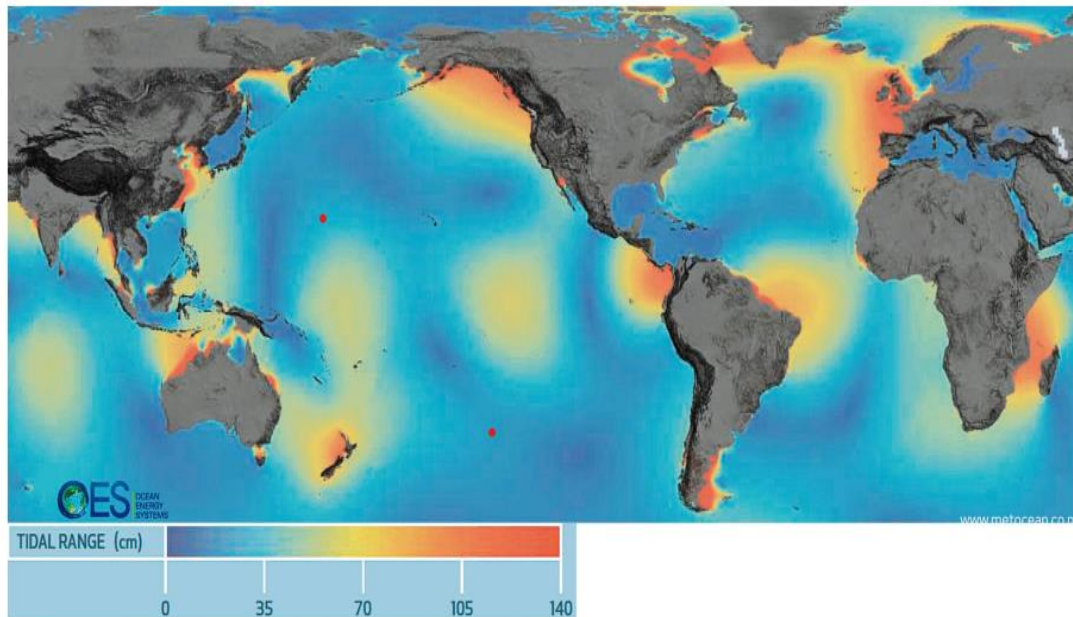 OES OCEAN
ENERGY
SYSTEMS
www.metocean.co.n
TIDAL RANGE (cm)
0 35 70 105 140